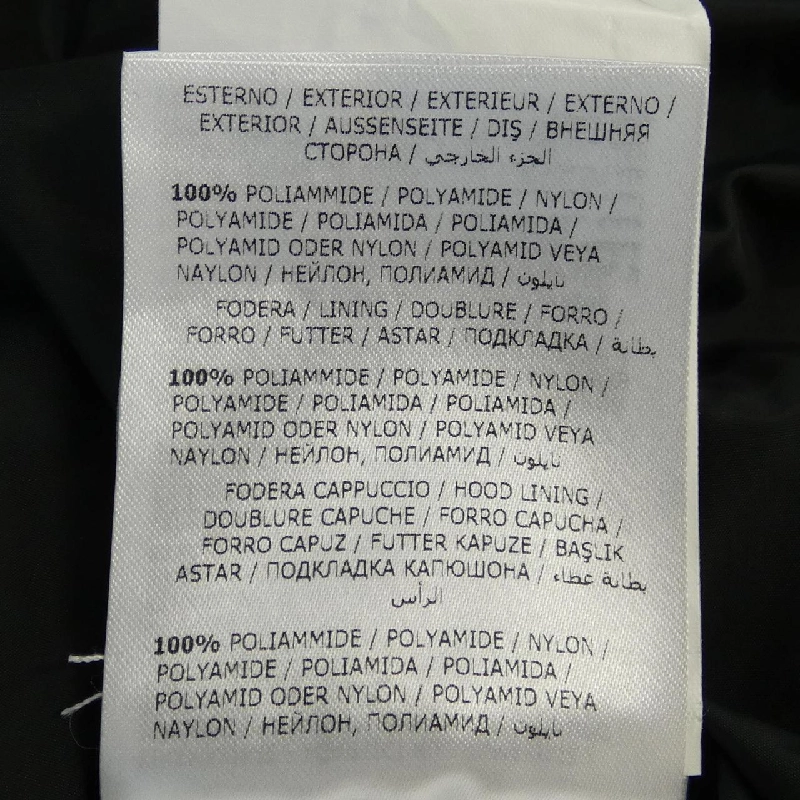 ESTERNO / EXTERIOR / EXTERIEUR / EXTERNO /
EXTERIOR / AUSSENSEITE / DIŞ / ВНЕШНЯЯ
СТОРОНА / الجزء الخارجي
100% POLIAMMIDE / POLYAMIDE / NYLON /
POLYAMIDE / POLIAMIDA / POLIAMIDA /
POLYAMID ODER NYLON / POLYAMID VEYA
NAYLON / НЕЙЛОН, ПОЛИАМИД / نايلون
FODERA / LINING / DOUBLURE / FORRO /
FORRO / FUTTER / ASTAR / ПОДКЛАДКА / بطانة
100% POLIAMMIDE / POLYAMIDE / NYLON /
POLYAMIDE / POLIAMIDA / POLIAMIDA /
POLYAMID ODER NYLON / POLYAMID VEYA
NAYLON / НЕЙЛОН, ПОЛИАМИД / نايلون
FODERA CAPPUCCIO / HOOD LINING /
DOUBLURE CAPUCHE / FORRO CAPUCHA /
FORRO CAPUZ / FUTTER KAPUZE / BAŞLIK
ASTAR / ПОДКЛАДКА КАПЮШОНА / بطانة غطاء
الرأس
100% POLIAMMIDE / POLYAMIDE / NYLON /
POLYAMIDE / POLIAMIDA / POLIAMIDA /
POLYAMID ODER NYLON / POLYAMID VEYA
NAYLON / НЕЙЛОН, ПОЛИАМИД / نايلون